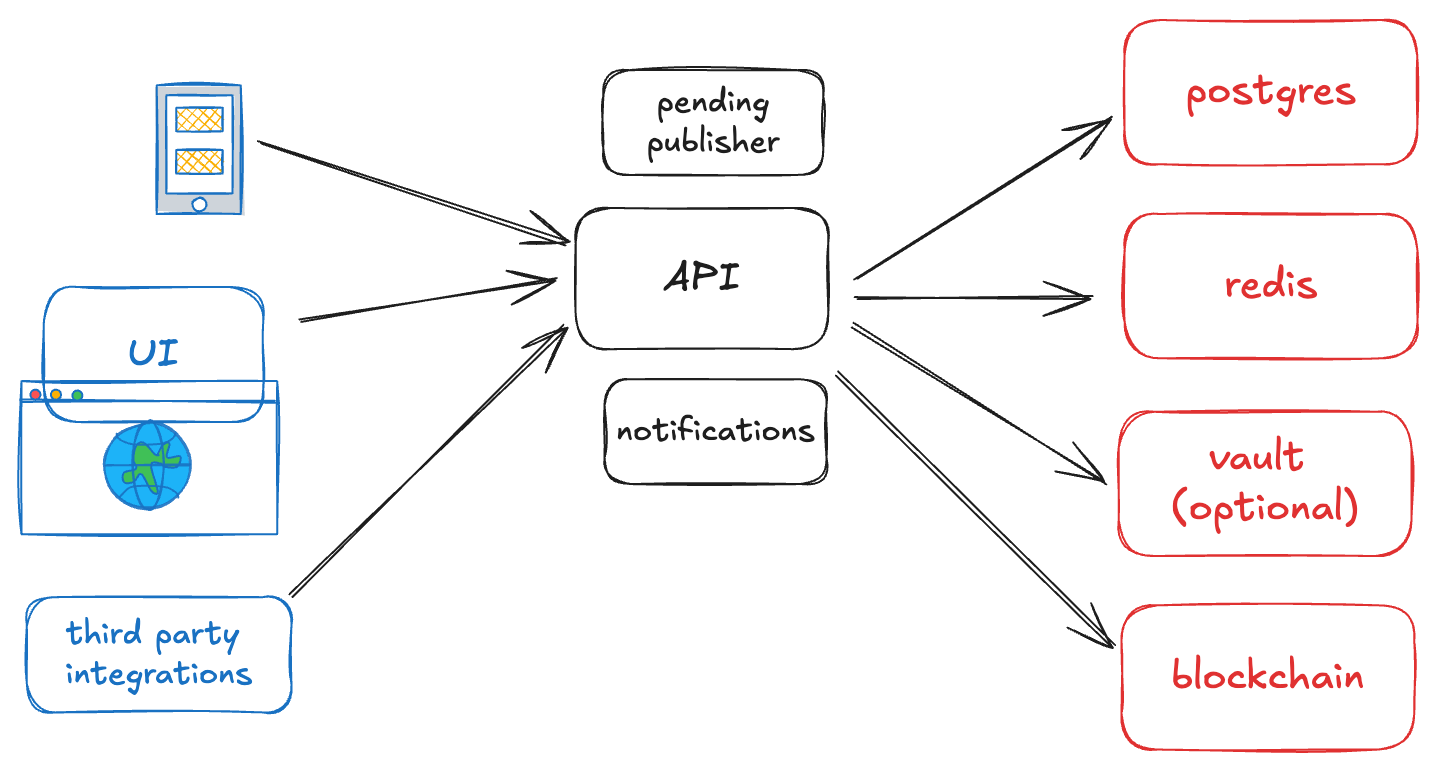 pending
publisher
postgres
API
redis
UI
notifications
vault
(optional)
third party
integrations
blockchain